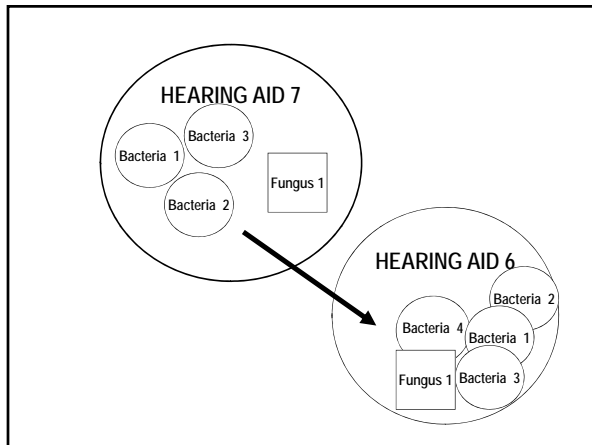 HEARING AID 7
Bacteria 3
Bacteria 1
Fungus 1
Bacteria 2
HEARING AID 6
Bacteria 2
Bacteria 4
Bacteria 1
Fungus 1
Bacteria 3